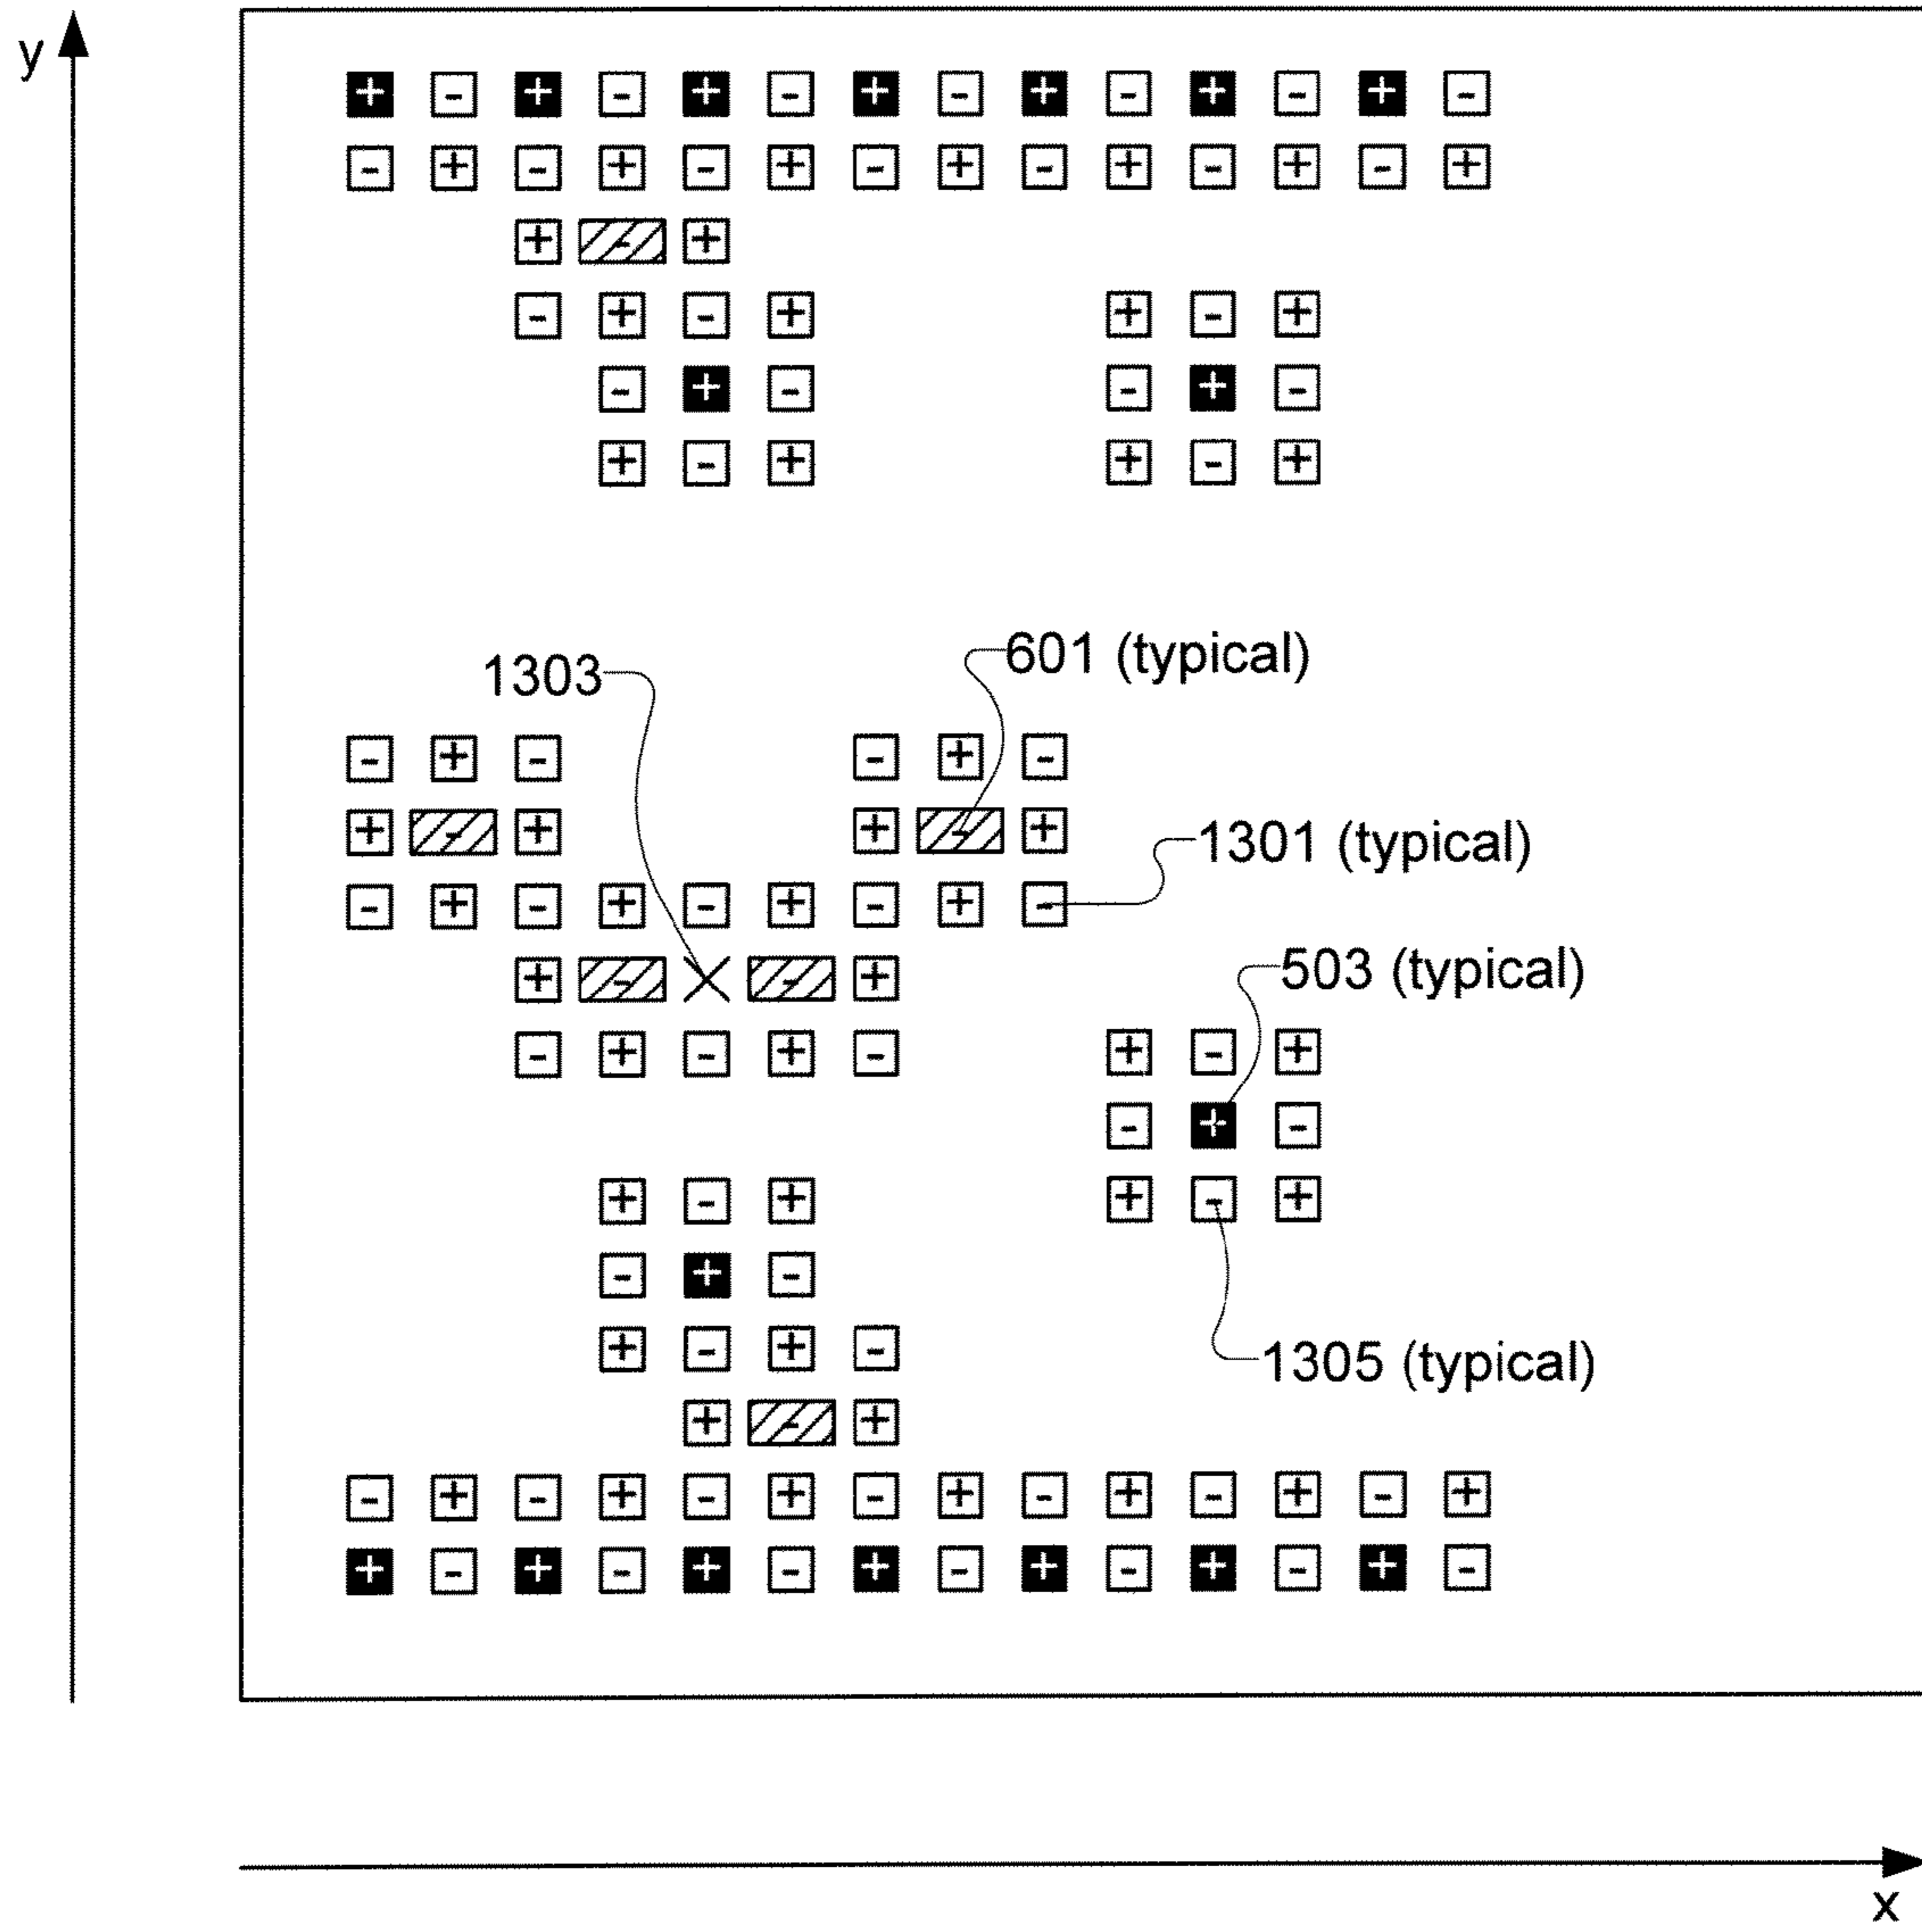 y
+ - + - + - + - + - + - + -
- + - + - + - + - + - + - +
+ - +
- + - + + - +
- + - - + -
+ - + + - +
601 (typical)
1303
- + - - + -
+ - + + - +
1301 (typical)
- + - + - + - + -
503 (typical)
+ - - +
- + - + - + - +
- + -
+ - + + - +
- + -
+ - + -
1305 (typical)
+ - +
- + - + - + - + - + - + - +
+ - + - + - + - + - + - + -
x